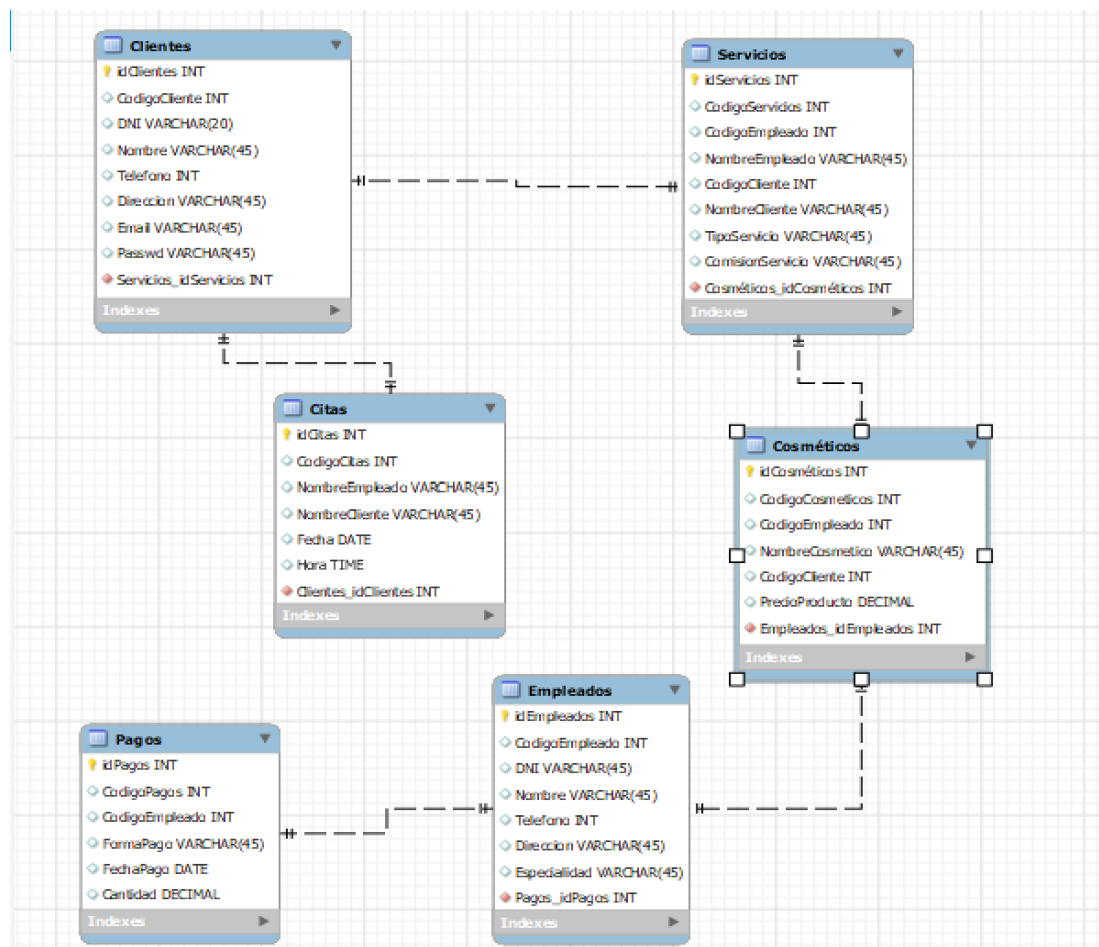 Clientes
idClientes INT
CodigoCliente INT
DNI VARCHAR(20)
Nombre VARCHAR(45)
Telefono INT
Direccion VARCHAR(45)
Email VARCHAR(45)
Passwd VARCHAR(45)
Servicios_idServicios INT
Indexes
Servicios
idServicios INT
CodigoServicios INT
CodigoEmpleado INT
NombreEmpleado VARCHAR(45)
CodigoCliente INT
NombreCliente VARCHAR(45)
TipoServicio VARCHAR(45)
ComisionServicio VARCHAR(45)
Cosméticos_idCosméticos INT
Indexes
Citas
idCitas INT
CodigoCitas INT
NombreEmpleado VARCHAR(45)
NombreCliente VARCHAR(45)
Fecha DATE
Hora TIME
Clientes_idClientes INT
Indexes
Cosméticos
idCosméticos INT
CodigoCosmeticos INT
CodigoEmpleado INT
NombreCosmetico VARCHAR(45)
CodigoCliente INT
PrecioProducto DECIMAL
Empleados_idEmpleados INT
Indexes
Empleados
idEmpleados INT
CodigoEmpleado INT
DNI VARCHAR(45)
Nombre VARCHAR(45)
Telefono INT
Direccion VARCHAR(45)
Especialidad VARCHAR(45)
Pagos_idPagos INT
Indexes
Pagos
idPagos INT
CodigoPagos INT
CodigoEmpleado INT
FormaPago VARCHAR(45)
FechaPago DATE
Cantidad DECIMAL
Indexes